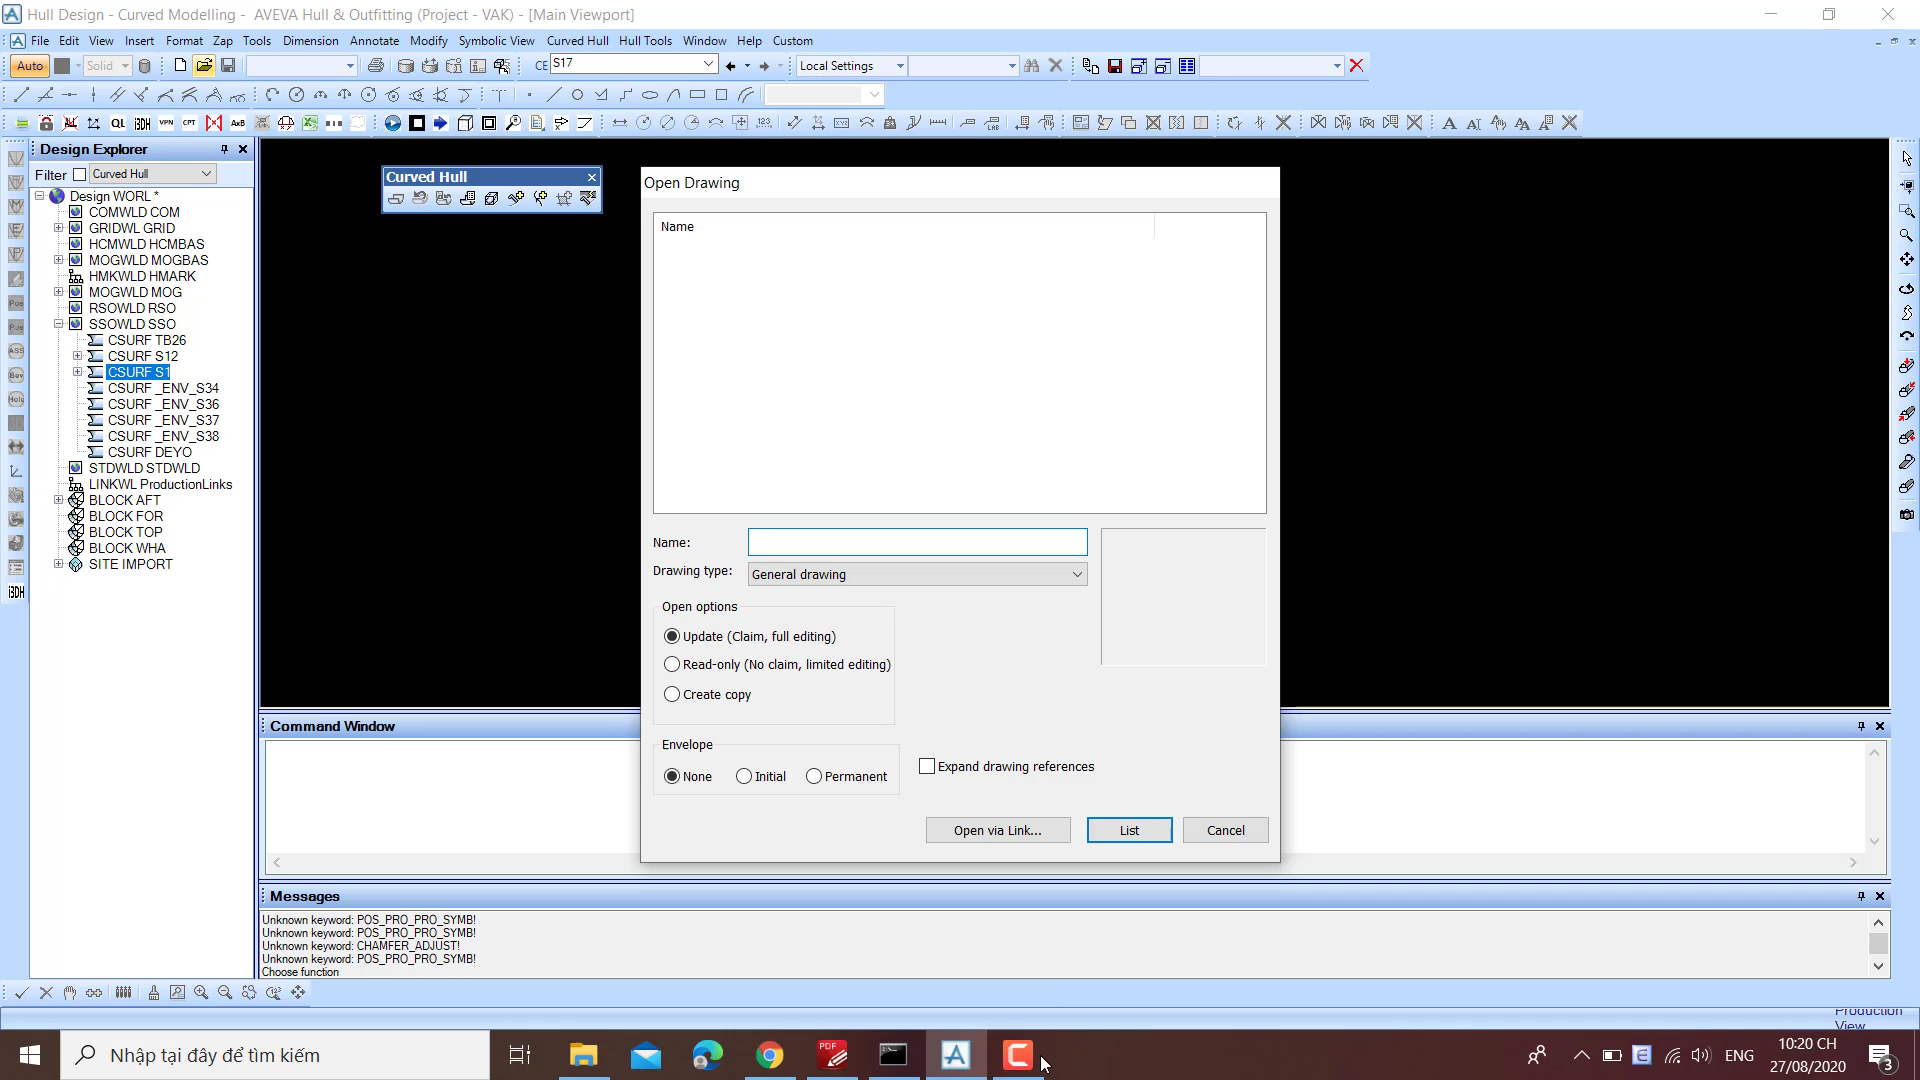 Hull Design - Curved Modelling - AVEVA Hull & Outfitting (Project - VAK) - [Main Viewport]
File Edit View Insert Format Zap Tools Dimension Annotate Modify Symbolic View Curved Hull Hull Tools Window Help Custom
Auto Solid CE S17 Local Settings
QL VPN CPT AxB
Design Explorer
Filter Curved Hull
Design WORL *
COMWLD COM
GRIDWL GRID
HCMWLD HCMBAS
MOGWLD MOGBAS
HMKWLD HMARK
MOGWLD MOG
RSOWLD RSO
SSOWLD SSO
CSURF TB26
CSURF S12
CSURF S1
CSURF _ENV_S34
CSURF _ENV_S36
CSURF _ENV_S37
CSURF _ENV_S38
CSURF DEYO
STDWLD STDWLD
LINKWL ProductionLinks
BLOCK AFT
BLOCK FOR
BLOCK TOP
BLOCK WHA
SITE IMPORT
Curved Hull
Open Drawing
Name
Name:
Drawing type: General drawing
Open options
Update (Claim, full editing)
Read-only (No claim, limited editing)
Create copy
Envelope
None Initial Permanent
Expand drawing references
Open via Link... List Cancel
Command Window
Messages
Unknown keyword: POS_PRO_PRO_SYMB!
Unknown keyword: POS_PRO_PRO_SYMB!
Unknown keyword: CHAMFER_ADJUST!
Unknown keyword: POS_PRO_PRO_SYMB!
Choose function
Production
View
Nhập tại đây để tìm kiếm
PDF
ENG
10:20 CH
27/08/2020
3